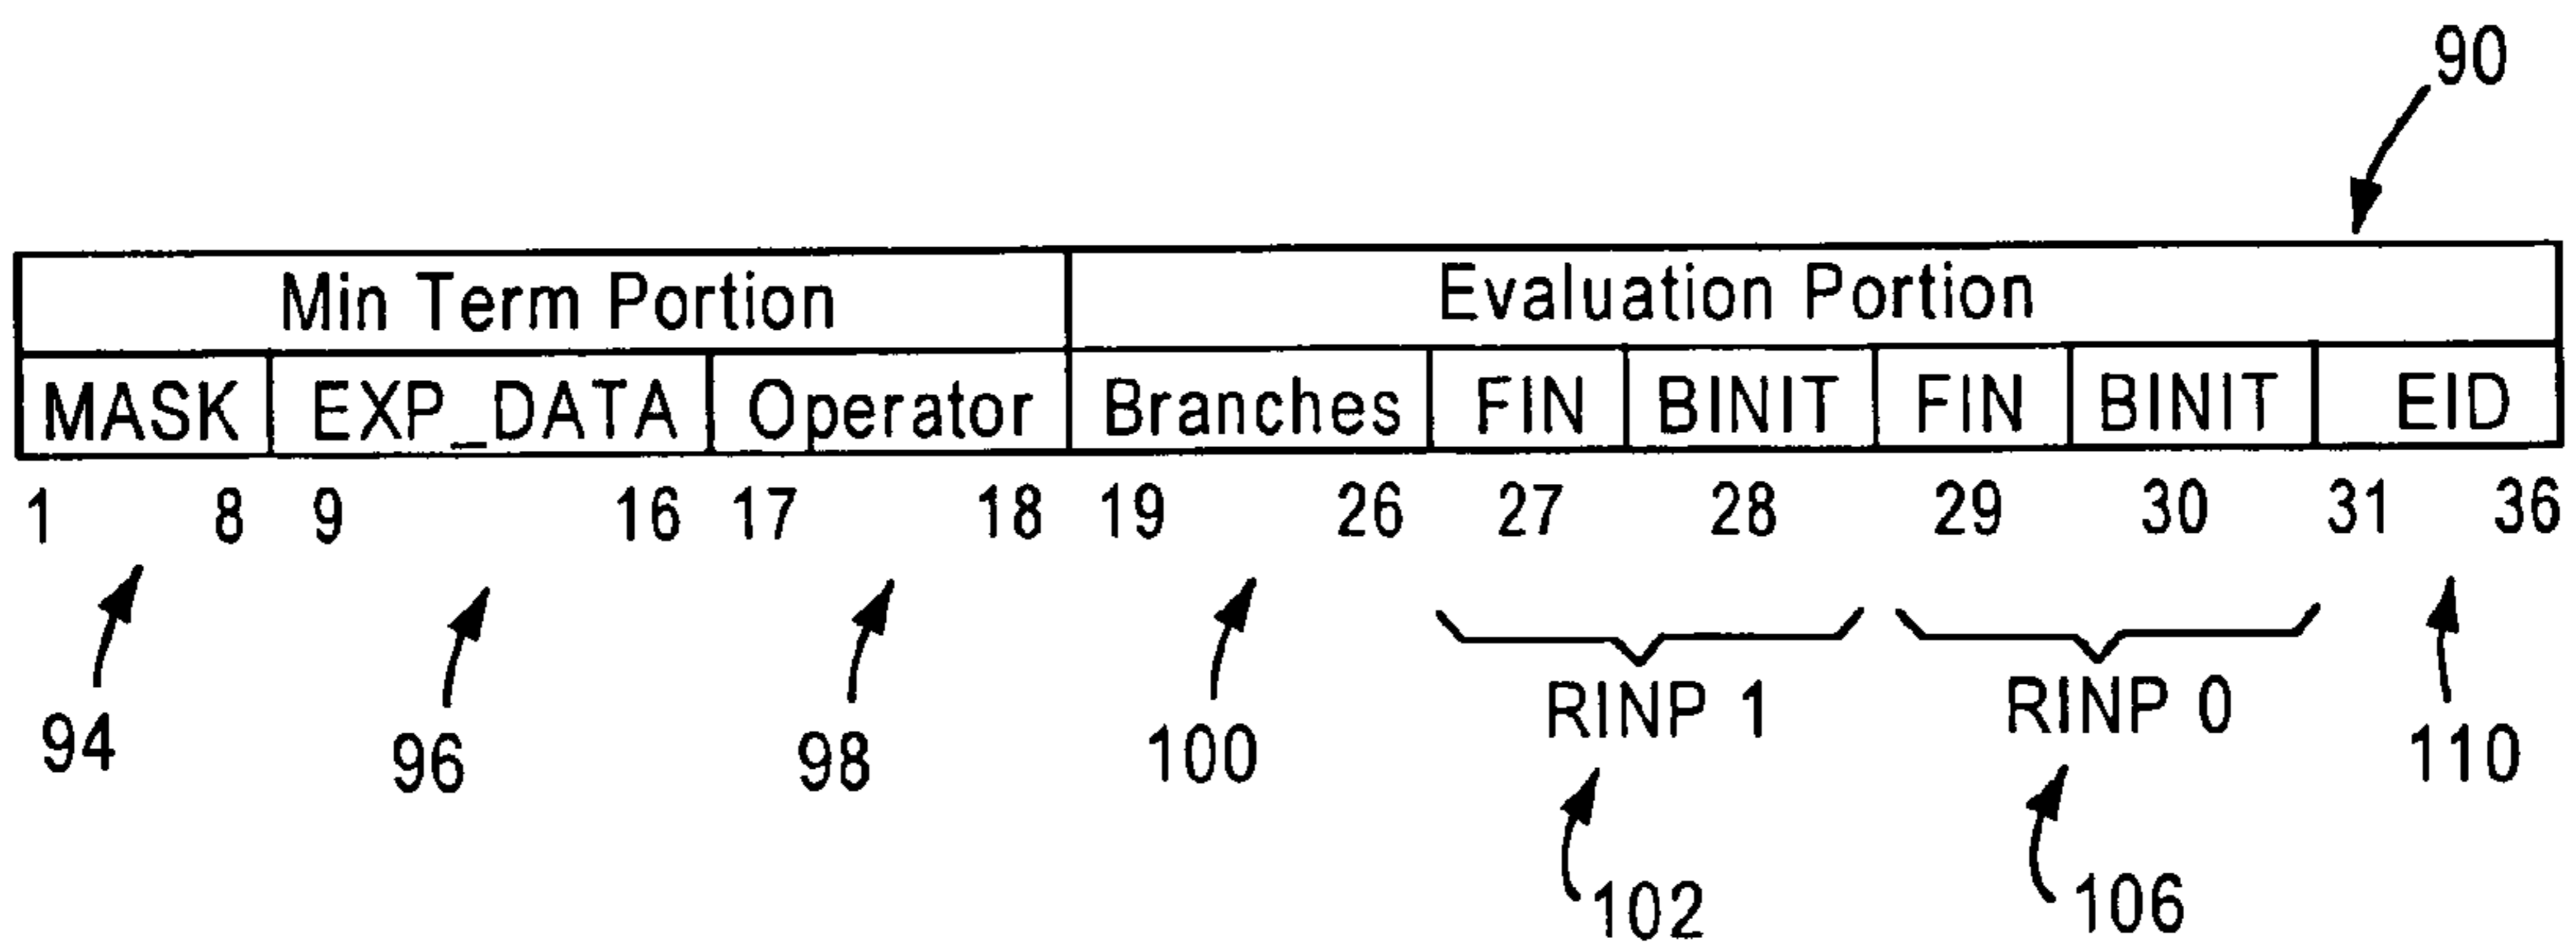 90
Min Term Portion Evaluation Portion
MASK EXP_DATA Operator Branches FIN BINIT FIN BINIT EID
1 8 9 16 17 18 19 26 27 28 29 30 31 36
RINP 1 RINP 0
94 96 98 100 110
102 106